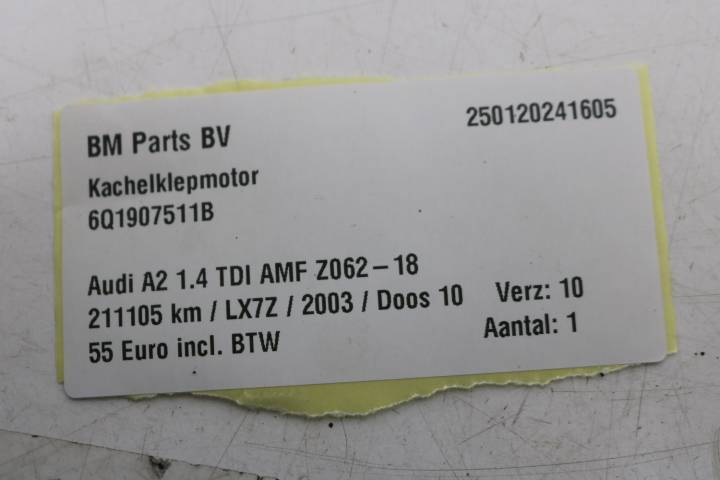 BM Parts BV 250120241605
Kachelklepmotor
6Q1907511B
Audi A2 1.4 TDI AMF Z062-18
211105 km / LX7Z / 2003 / Doos 10 Verz: 10
55 Euro incl. BTW Aantal: 1